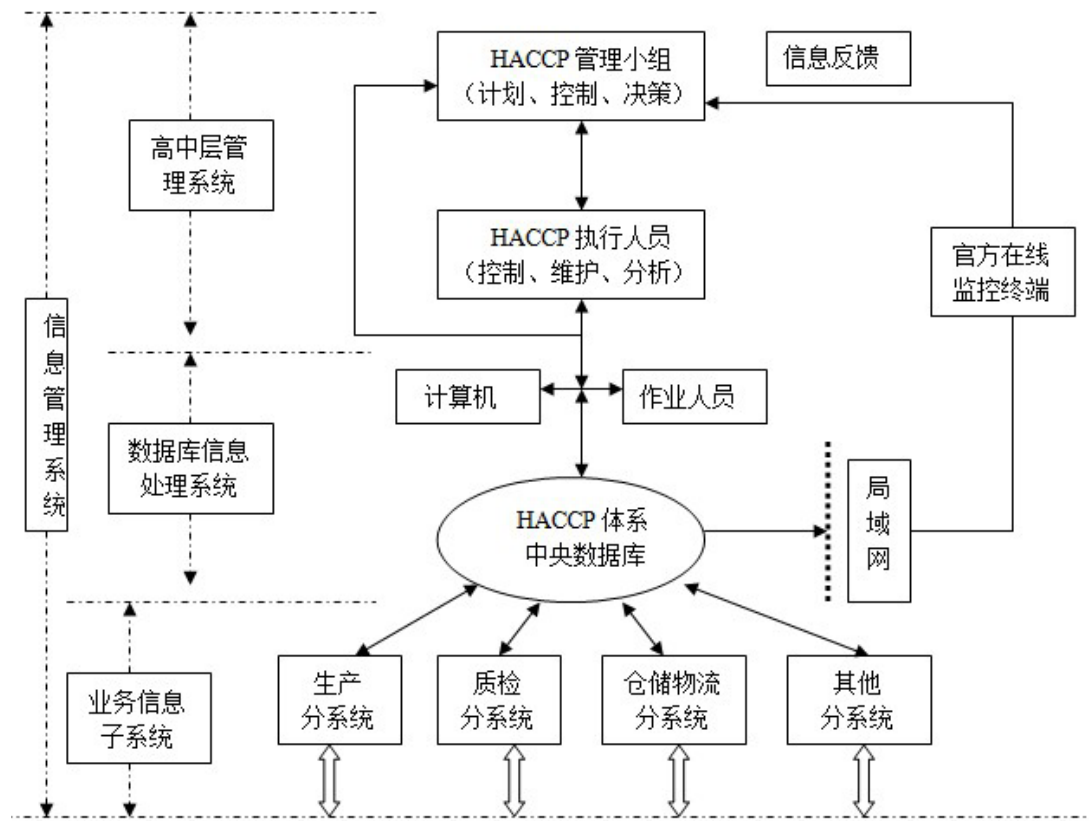 HACCP 管理小组
（计划、控制、决策）
信息反馈
高中层管
理系统
HACCP 执行人员
（控制、维护、分析）
官方在线
监控终端
信
息
管
理
系
统
计算机
作业人员
数据库信息
处理系统
HACCP 体系
中央数据库
局
域
网
业务信息
子系统
生产
分系统
质检
分系统
仓储物流
分系统
其他
分系统